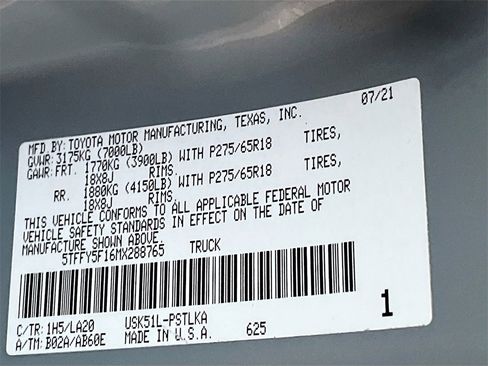 MFD.BY:TOYOTA MOTOR MANUFACTURING, TEXAS, INC. 07/21
GVWR:3175KG (7000LB)
GAWR:FRT. 1770KG (3900LB) WITH P275/65R18 TIRES,
18X8J RIMS.
RR. 1880KG (4150LB) WITH P275/65R18 TIRES,
18X8J RIMS.
THIS VEHICLE CONFORMS TO ALL APPLICABLE FEDERAL MOTOR
VEHICLE SAFETY STANDARDS IN EFFECT ON THE DATE OF
MANUFACTURE SHOWN ABOVE.
5TFFY5F16MX288765 TRUCK
C/TR: 1H5/LA20 USK51L-PSTLKA 1
A/TM: B02A/AB60E MADE IN U.S.A. 625